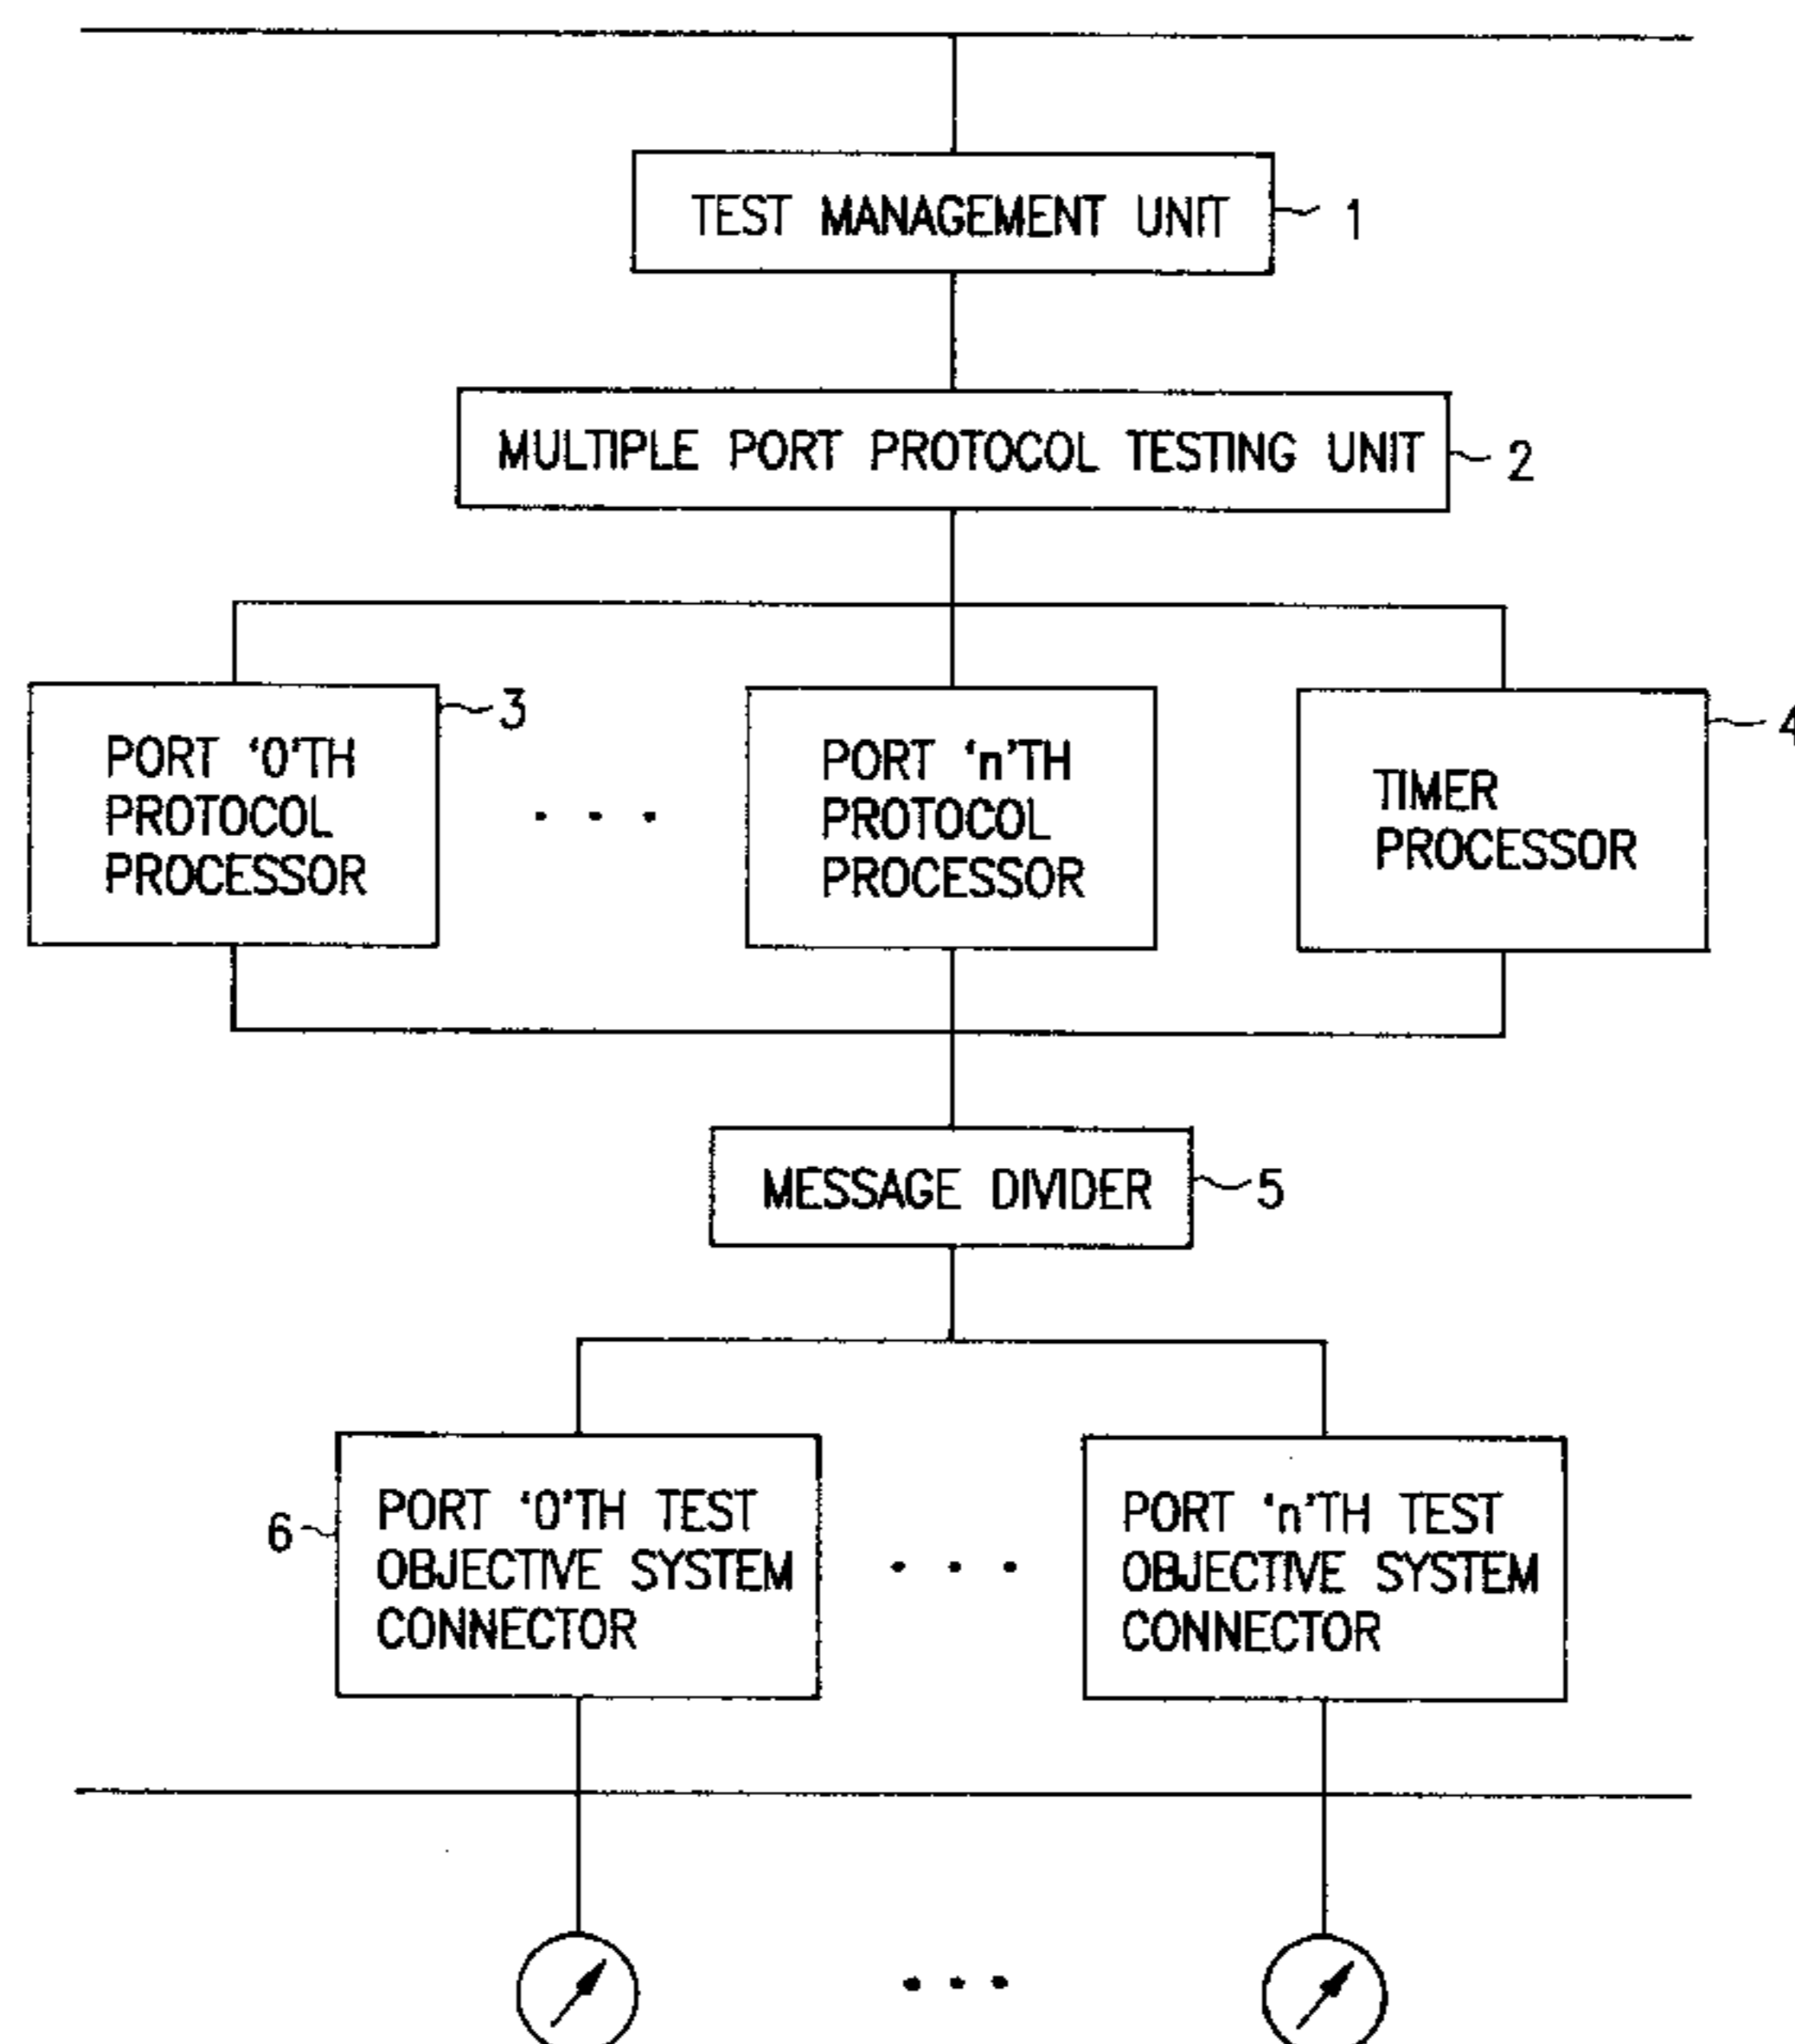 TEST MANAGEMENT UNIT
1
MULTIPLE PORT PROTOCOL TESTING UNIT
2
PORT ‘0’TH
PROTOCOL
PROCESSOR
3
• • •
PORT ‘n’TH
PROTOCOL
PROCESSOR
TIMER
PROCESSOR
4
MESSAGE DIVIDER
5
6
PORT ‘0’TH TEST
OBJECTIVE SYSTEM
CONNECTOR
• • •
PORT ‘n’TH TEST
OBJECTIVE SYSTEM
CONNECTOR
• • •